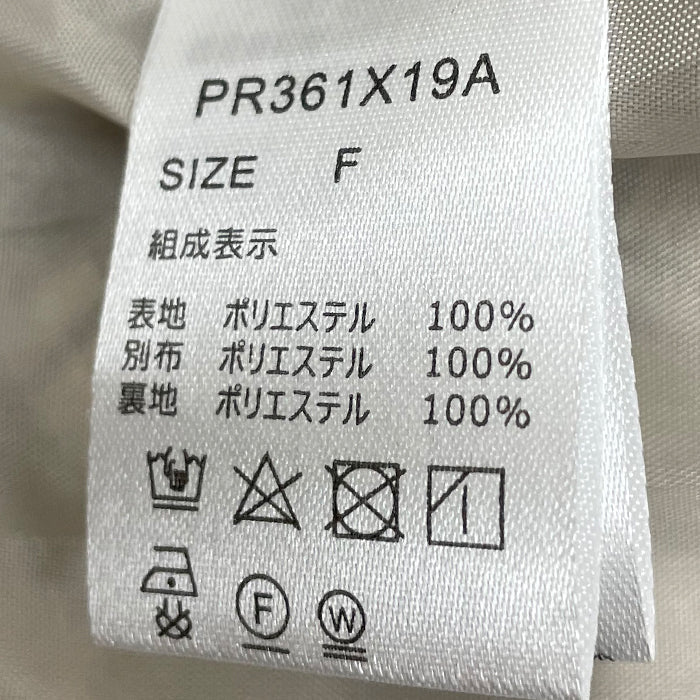 PR361X19A
SIZE F
組成表示
表地 ポリエステル 100%
別布 ポリエステル 100%
裏地 ポリエステル 100%
F
W